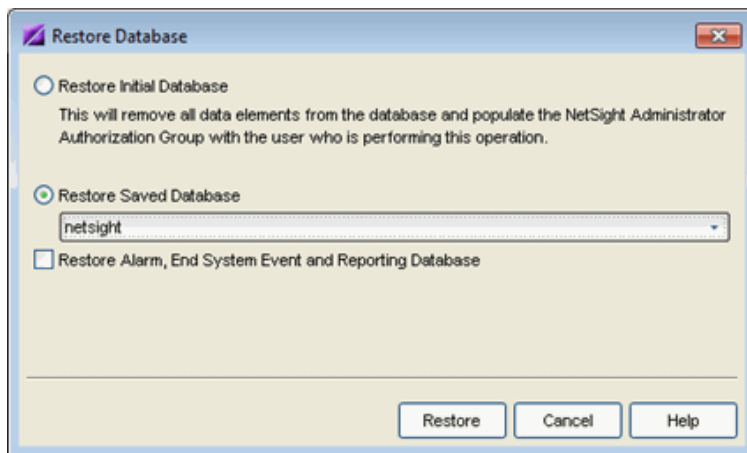 Restore Database
Restore Initial Database
This will remove all data elements from the database and populate the NetSight Administrator
Authorization Group with the user who is performing this operation.
Restore Saved Database
netsight
Restore Alarm, End System Event and Reporting Database
Restore
Cancel
Help